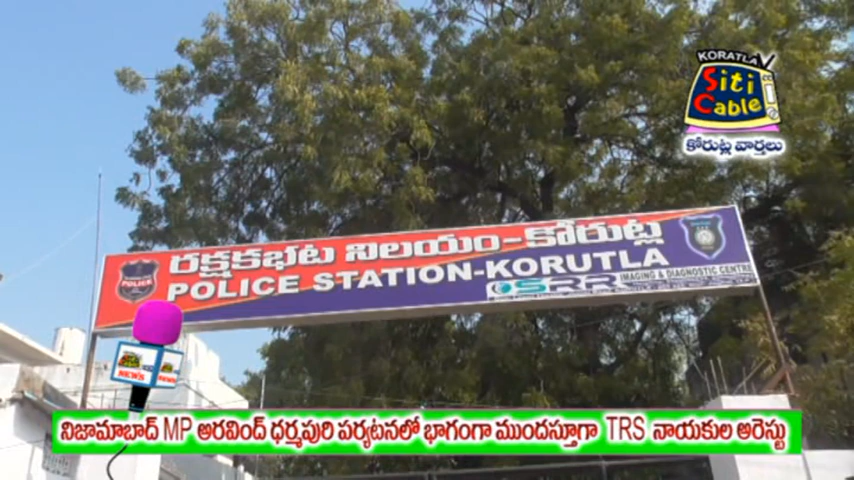 KORATLA
Siti
Cable
కోరుట్ల వార్తలు
రక్షకభట నిలయం-కోరుట్ల
POLICE
POLICE STATION-KORUTLA
SRR IMAGING & DIAGNOSTIC CENTRE
NEWS
NEWS
నిజామాబాద్ MP అరవింద్ ధర్మపురి పర్యటనలో భాగంగా ముందస్తూగా TRS నాయకుల అరెస్టు